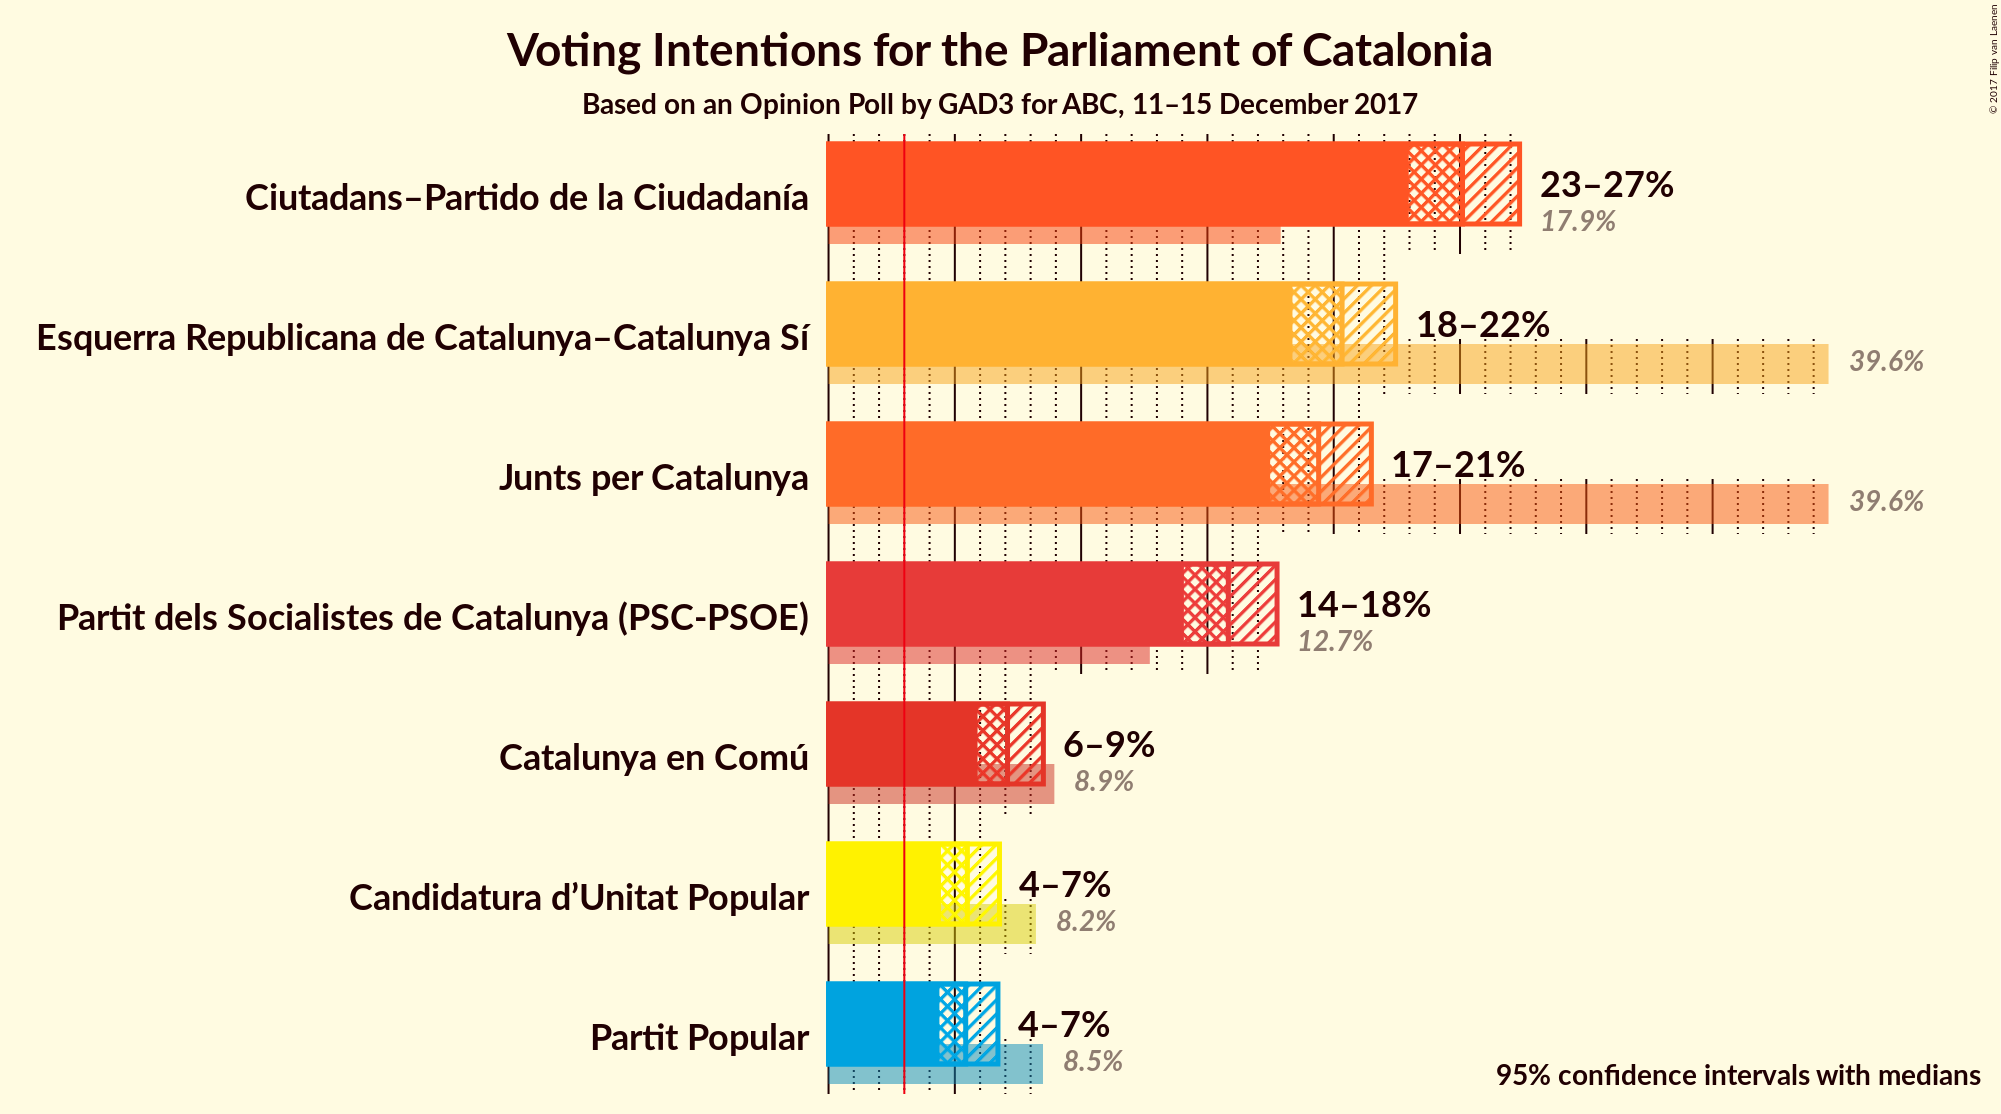 Voting Intentions for the Parliament of Catalonia
Based on an Opinion Poll by GAD3 for ABC, 11–15 December 2017
© 2017 Filip van Laenen
Ciutadans–Partido de la Ciudadanía
23–27%
17.9%
Esquerra Republicana de Catalunya–Catalunya Sí
18–22%
39.6%
Junts per Catalunya
17–21%
39.6%
Partit dels Socialistes de Catalunya (PSC-PSOE)
14–18%
12.7%
Catalunya en Comú
6–9%
8.9%
Candidatura d’Unitat Popular
4–7%
8.2%
Partit Popular
4–7%
8.5%
95% confidence intervals with medians